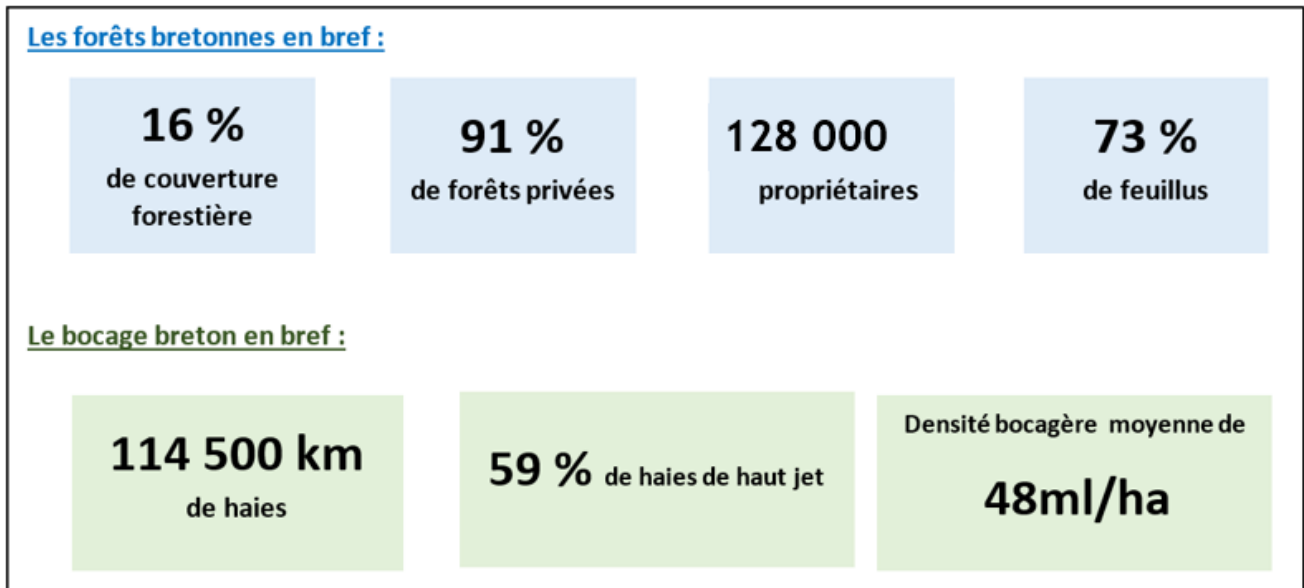 Les forêts bretonnes en bref :
16 %
de couverture
forestière
91 %
de forêts privées
128 000
propriétaires
73 %
de feuillus
Le bocage breton en bref :
114 500 km
de haies
59 % de haies de haut jet
Densité bocagère moyenne de
48ml/ha